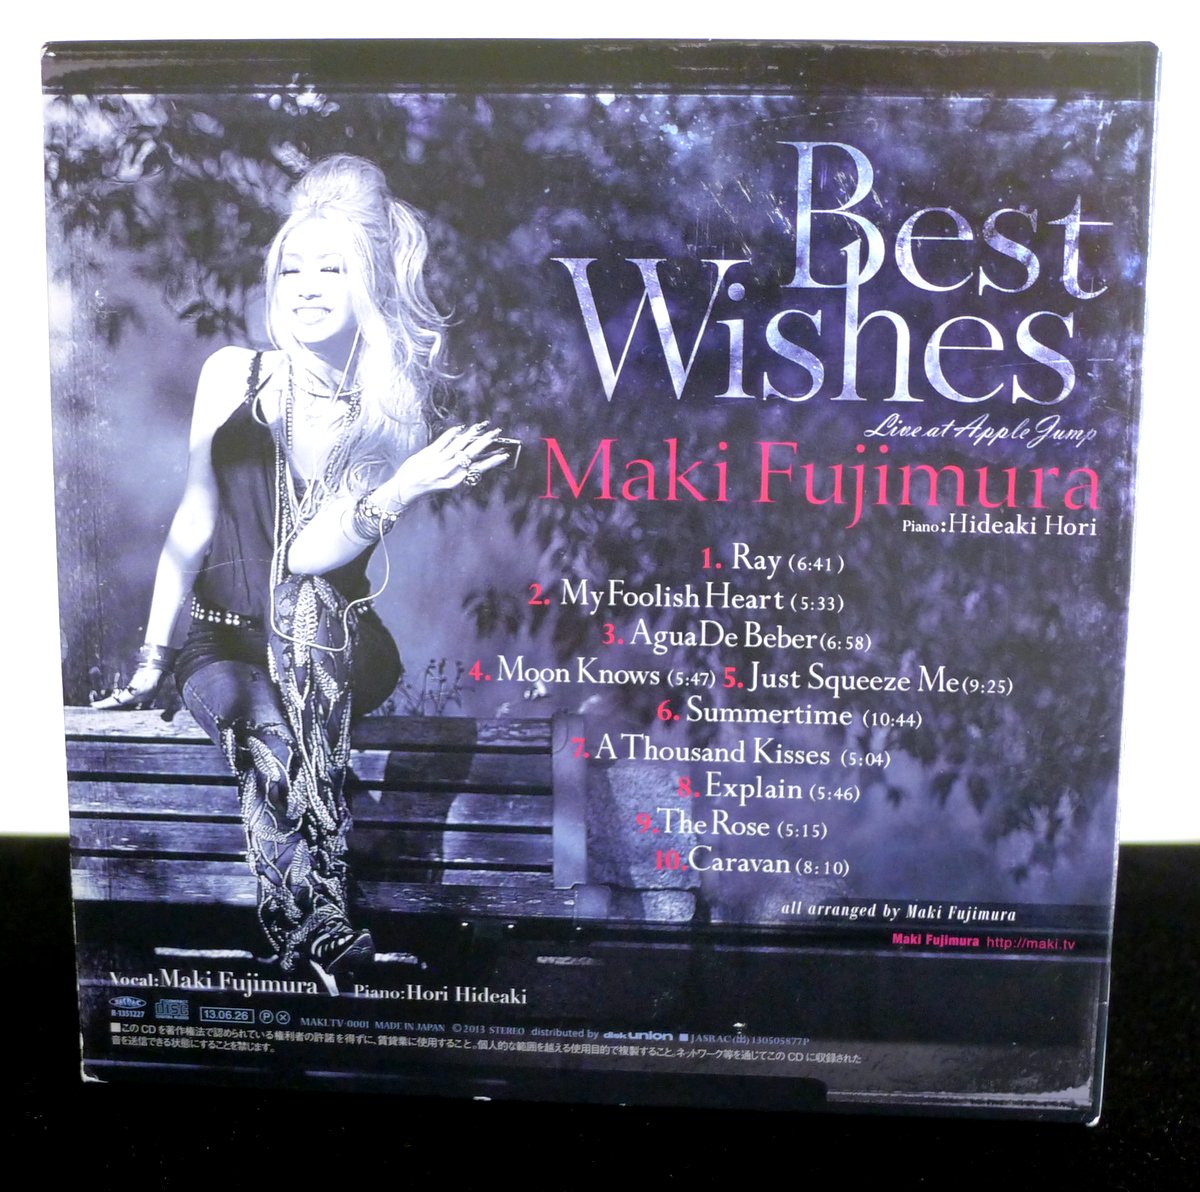 Best
Wishes
Live at Apple Jump
Maki Fujimura
Piano:Hideaki Hori
1. Ray (6:41)
2. My Foolish Heart (5:33)
3. Agua De Beber (6:58)
4. Moon Knows (5:47) 5. Just Squeeze Me (9:25)
6. Summertime (10:44)
7. A Thousand Kisses (5:04)
8. Explain (5:46)
9. The Rose (5:15)
10. Caravan (8:10)
all arranged by Maki Fujimura
Maki Fujimura http://maki.tv
Vocal:Maki Fujimura Piano:Hori Hideaki
JASRAC COMPACT disc DIGITAL AUDIO
R-1351227 13.06.26 P X MAKI.TV-0001 MADE IN JAPAN ©2013 STEREO distributed by disk union ■JASRAC(出)130505877P
■このCDを著作権法で認められている権利者の許諾を得ずに、賃貸業に使用すること。個人的な範囲を越える使用目的で複製すること。ネットワーク等を通じてこのCDに収録された
音を送信できる状態にすることを禁じます。